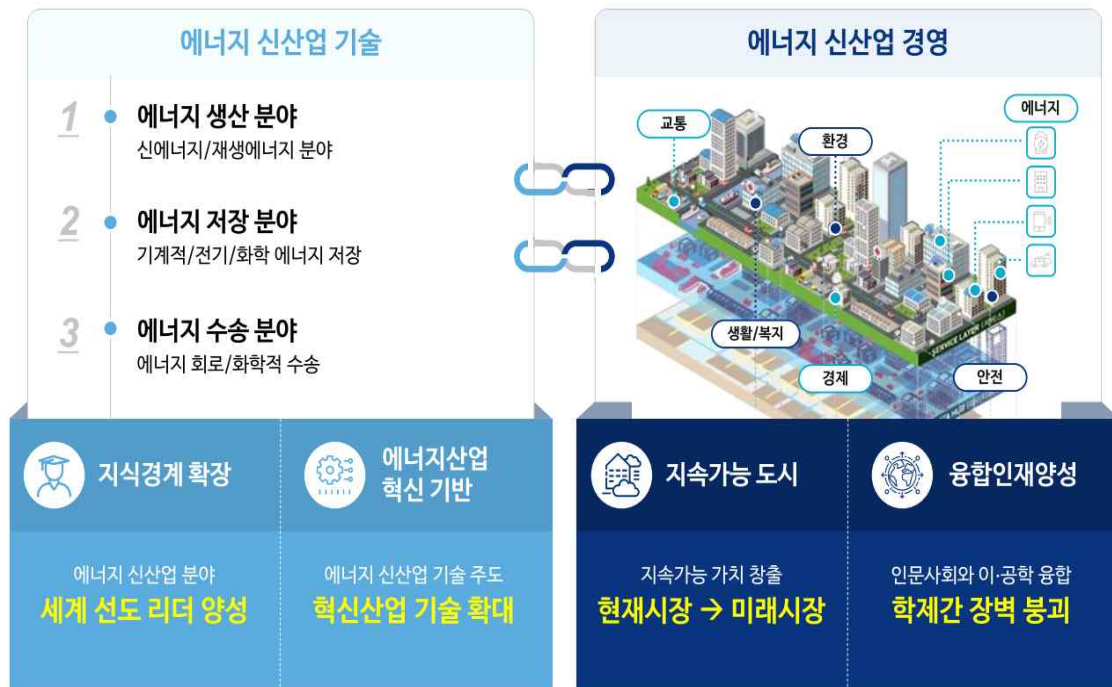 에너지 신산업 기술
1
에너지 생산 분야
신에너지/재생에너지 분야
2
에너지 저장 분야
기계적/전기/화학 에너지 저장
3
에너지 수송 분야
에너지 회로/화학적 수송
지식경계 확장
에너지산업
혁신 기반
에너지 신산업 분야
세계 선도 리더 양성
에너지 신산업 기술 주도
혁신산업 기술 확대
에너지 신산업 경영
에너지
교통
환경
생활/복지
경제
안전
SERVICE LAYER
지속가능 도시
융합인재양성
지속가능 가치 창출
현재시장 → 미래시장
인문사회와 이·공학 융합
학제간 장벽 붕괴